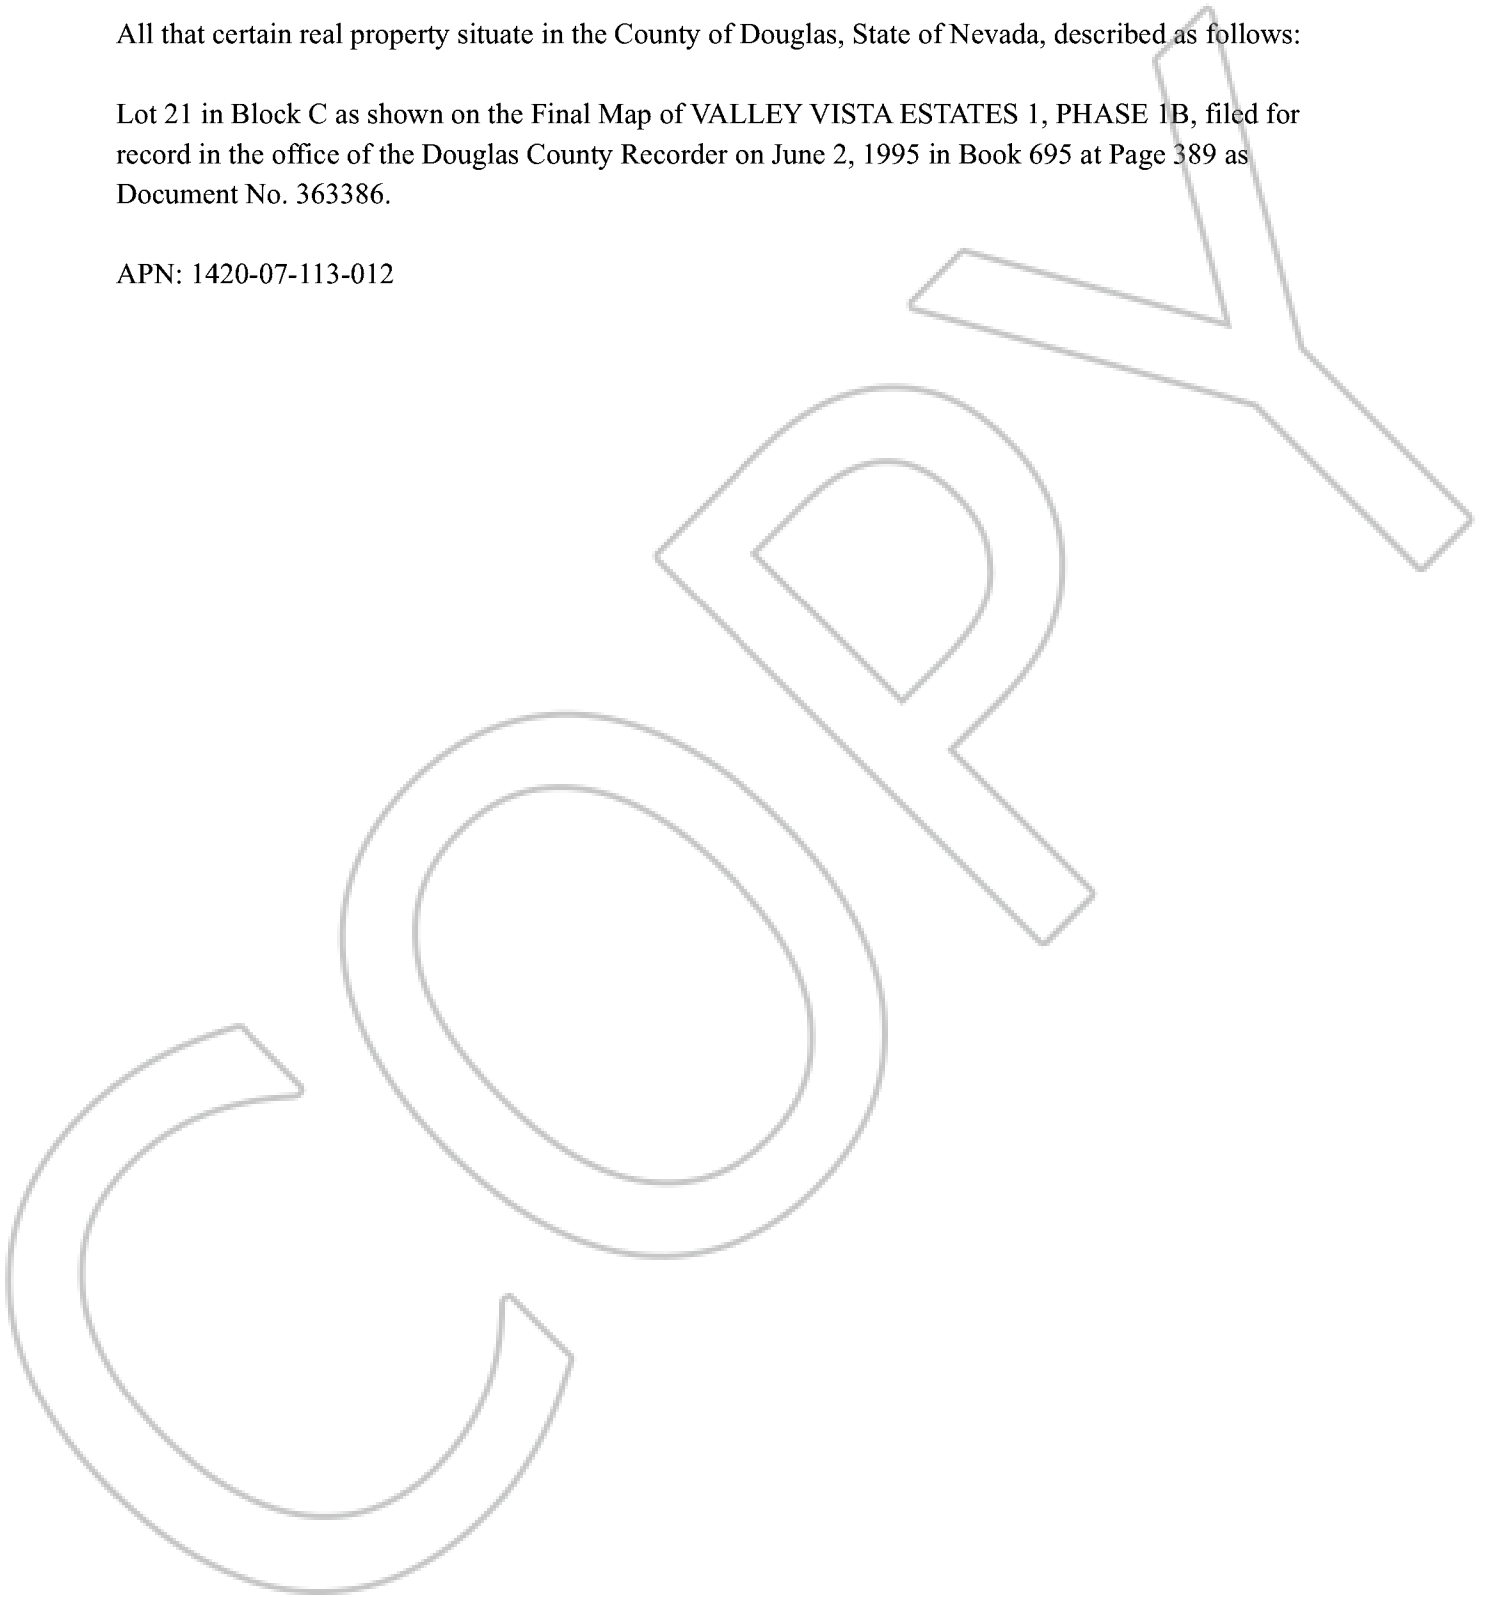 All that certain real property situate in the County of Douglas, State of Nevada, described as follows:
Lot 21 in Block C as shown on the Final Map of VALLEY VISTA ESTATES 1, PHASE 1B, filed for
record in the office of the Douglas County Recorder on June 2, 1995 in Book 695 at Page 389 as
Document No. 363386.
APN: 1420-07-113-012
COPY